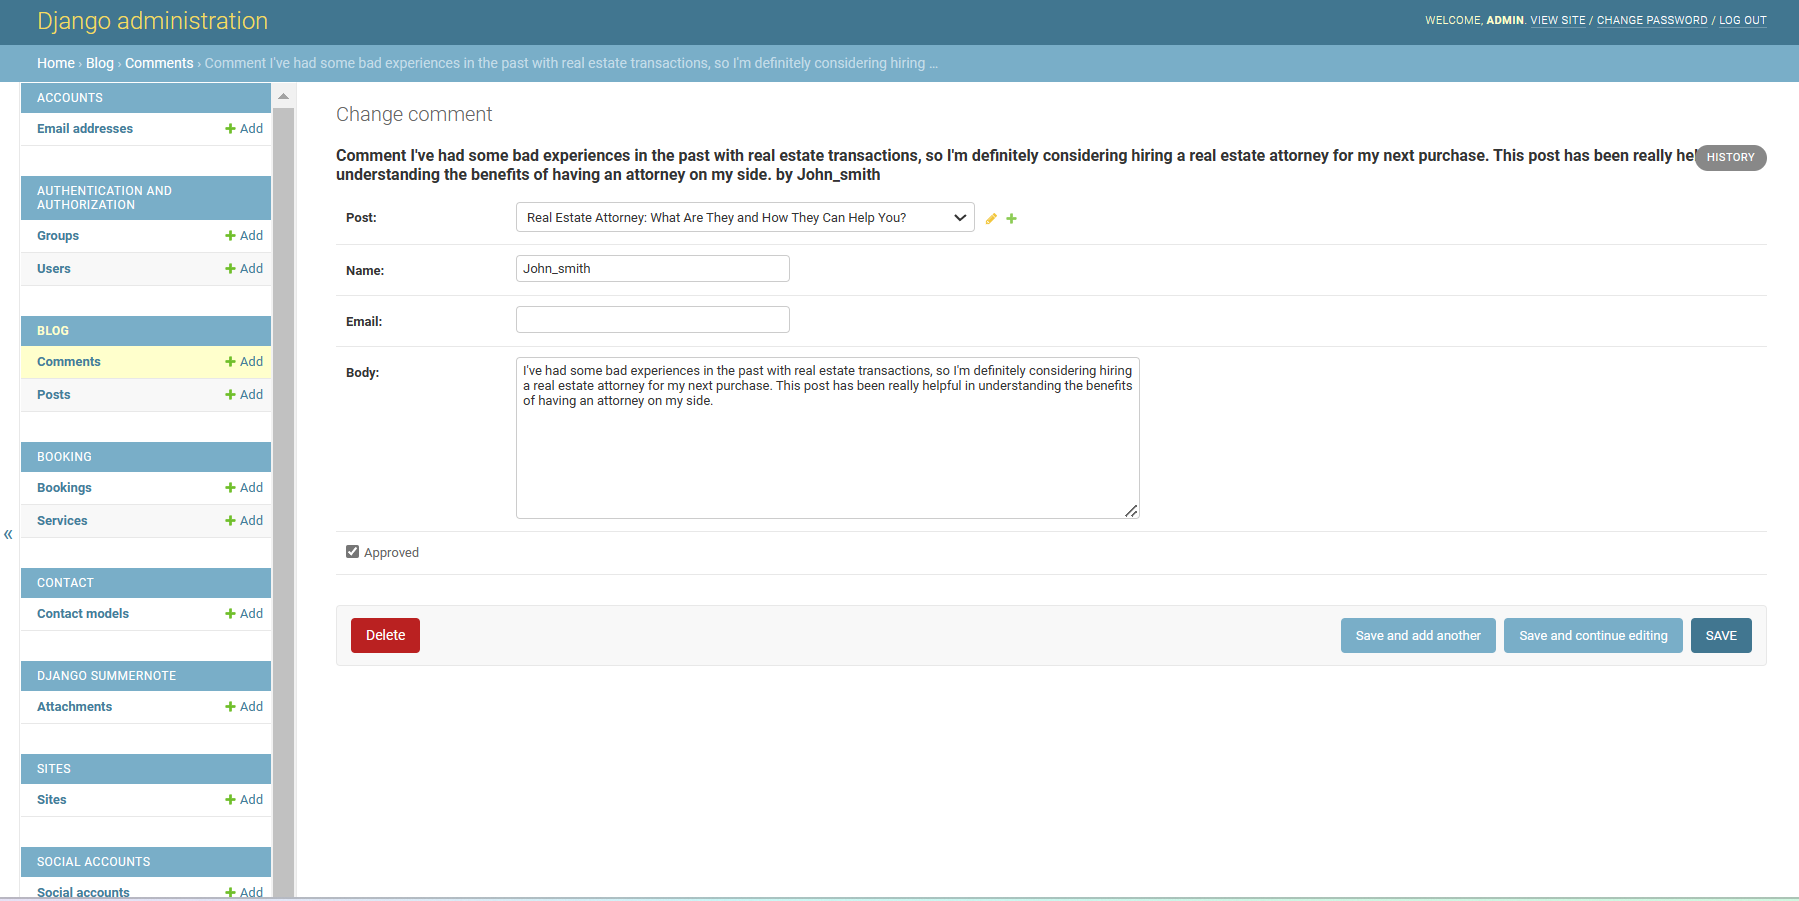 Django administration
WELCOME, ADMIN. VIEW SITE / CHANGE PASSWORD / LOG OUT
Home › Blog › Comments › Comment I've had some bad experiences in the past with real estate transactions, so I'm definitely considering hiring …
ACCOUNTS
Email addresses
Add
AUTHENTICATION AND
AUTHORIZATION
Groups
Add
Users
Add
BLOG
Comments
Add
Posts
Add
BOOKING
Bookings
Add
Services
Add
CONTACT
Contact models
Add
DJANGO SUMMERNOTE
Attachments
Add
SITES
Sites
Add
SOCIAL ACCOUNTS
Social accounts
Add
«
Change comment
Comment I've had some bad experiences in the past with real estate transactions, so I'm definitely considering hiring a real estate attorney for my next purchase. This post has been really
understanding the benefits of having an attorney on my side. by John_smith
HISTORY
Post:
Real Estate Attorney: What Are They and How They Can Help You?
Name:
John_smith
Email:
Body:
I've had some bad experiences in the past with real estate transactions, so I'm definitely considering hiring
a real estate attorney for my next purchase. This post has been really helpful in understanding the benefits
of having an attorney on my side.
Approved
Delete
Save and add another
Save and continue editing
SAVE